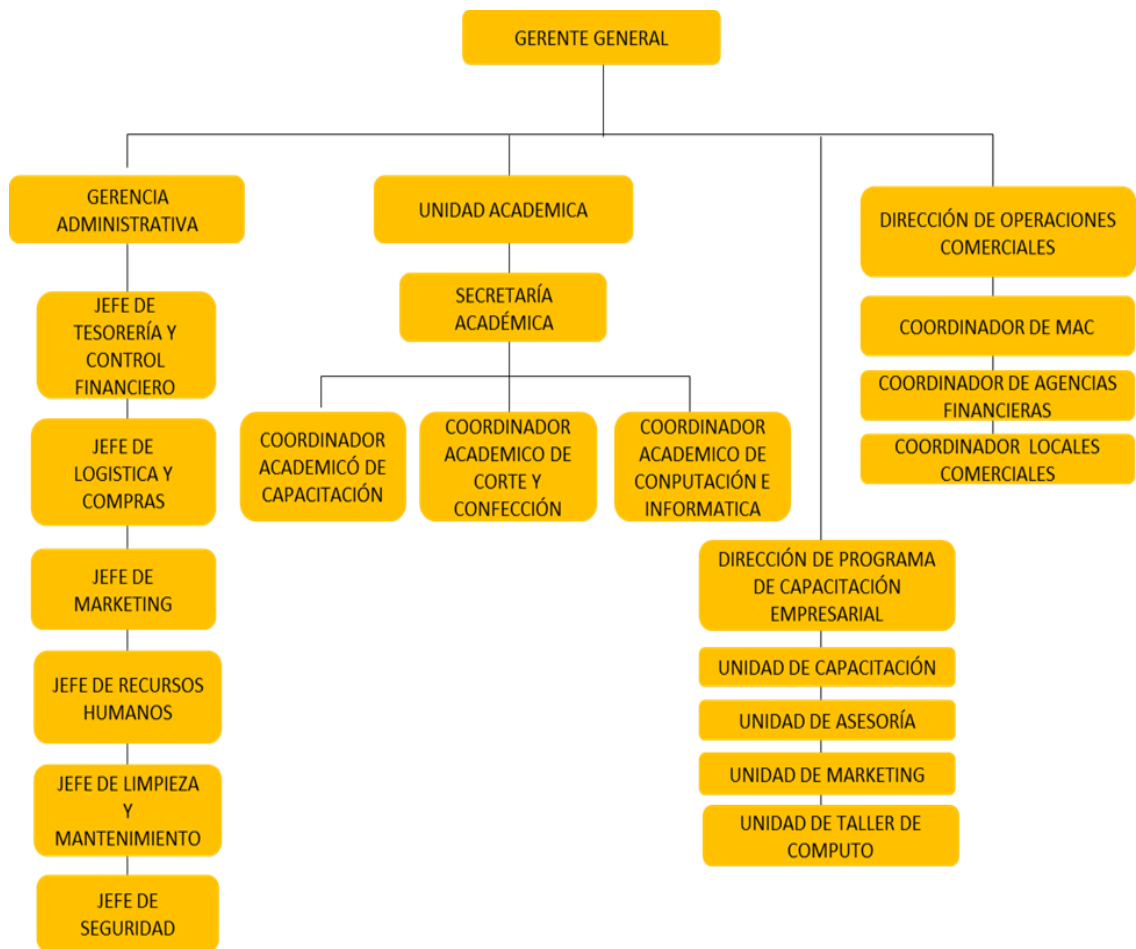 GERENTE GENERAL
GERENCIA
ADMINISTRATIVA
JEFE DE
TESORERÍA Y
CONTROL
FINANCIERO
JEFE DE
LOGISTICA Y
COMPRAS
JEFE DE
MARKETING
JEFE DE RECURSOS
HUMANOS
JEFE DE LIMPIEZA
Y
MANTENIMIENTO
JEFE DE
SEGURIDAD
UNIDAD ACADEMICA
SECRETARÍA
ACADÉMICA
COORDINADOR
ACADEMICÓ DE
CAPACITACIÓN
COORDINADOR
ACADEMICO DE
CORTE Y
CONFECCIÓN
COORDINADOR
ACADEMICO DE
CONPUTACIÓN E
INFORMATICA
DIRECCIÓN DE PROGRAMA
DE CAPACITACIÓN
EMPRESARIAL
UNIDAD DE CAPACITACIÓN
UNIDAD DE ASESORÍA
UNIDAD DE MARKETING
UNIDAD DE TALLER DE
COMPUTO
DIRECCIÓN DE OPERACIONES
COMERCIALES
COORDINADOR DE MAC
COORDINADOR DE AGENCIAS
FINANCIERAS
COORDINADOR LOCALES
COMERCIALES